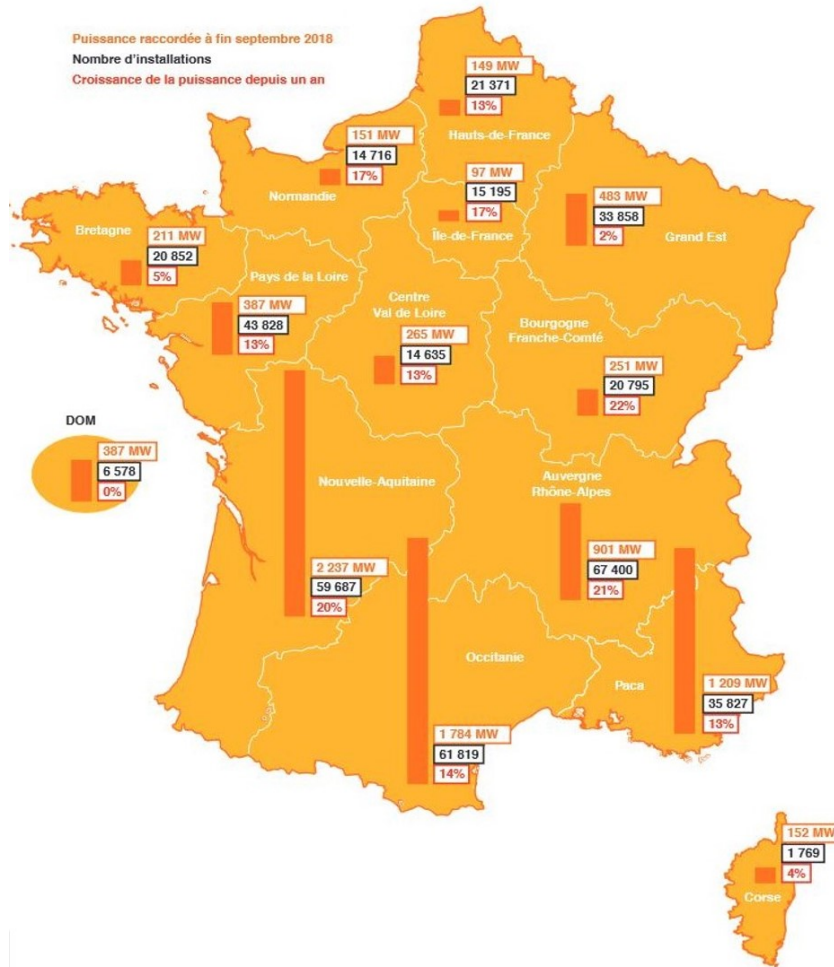 Puissance raccordée à fin septembre 2018
Nombre d'installations
Croissance de la puissance depuis un an
149 MW
21 371
13%
Hauts-de-France
151 MW
14 716
17%
Normandie
97 MW
15 195
17%
Île-de-France
483 MW
33 858
2%
Grand Est
Bretagne
211 MW
20 852
5%
Pays de la Loire
387 MW
43 828
13%
Centre
Val de Loire
265 MW
14 635
13%
Bourgogne
Franche-Comté
251 MW
20 795
22%
DOM
387 MW
6 578
0%
Nouvelle-Aquitaine
2 237 MW
59 687
20%
Auvergne
Rhône-Alpes
901 MW
67 400
21%
Occitanie
1 784 MW
61 819
14%
Paca
1 209 MW
35 827
13%
152 MW
1 769
4%
Corse